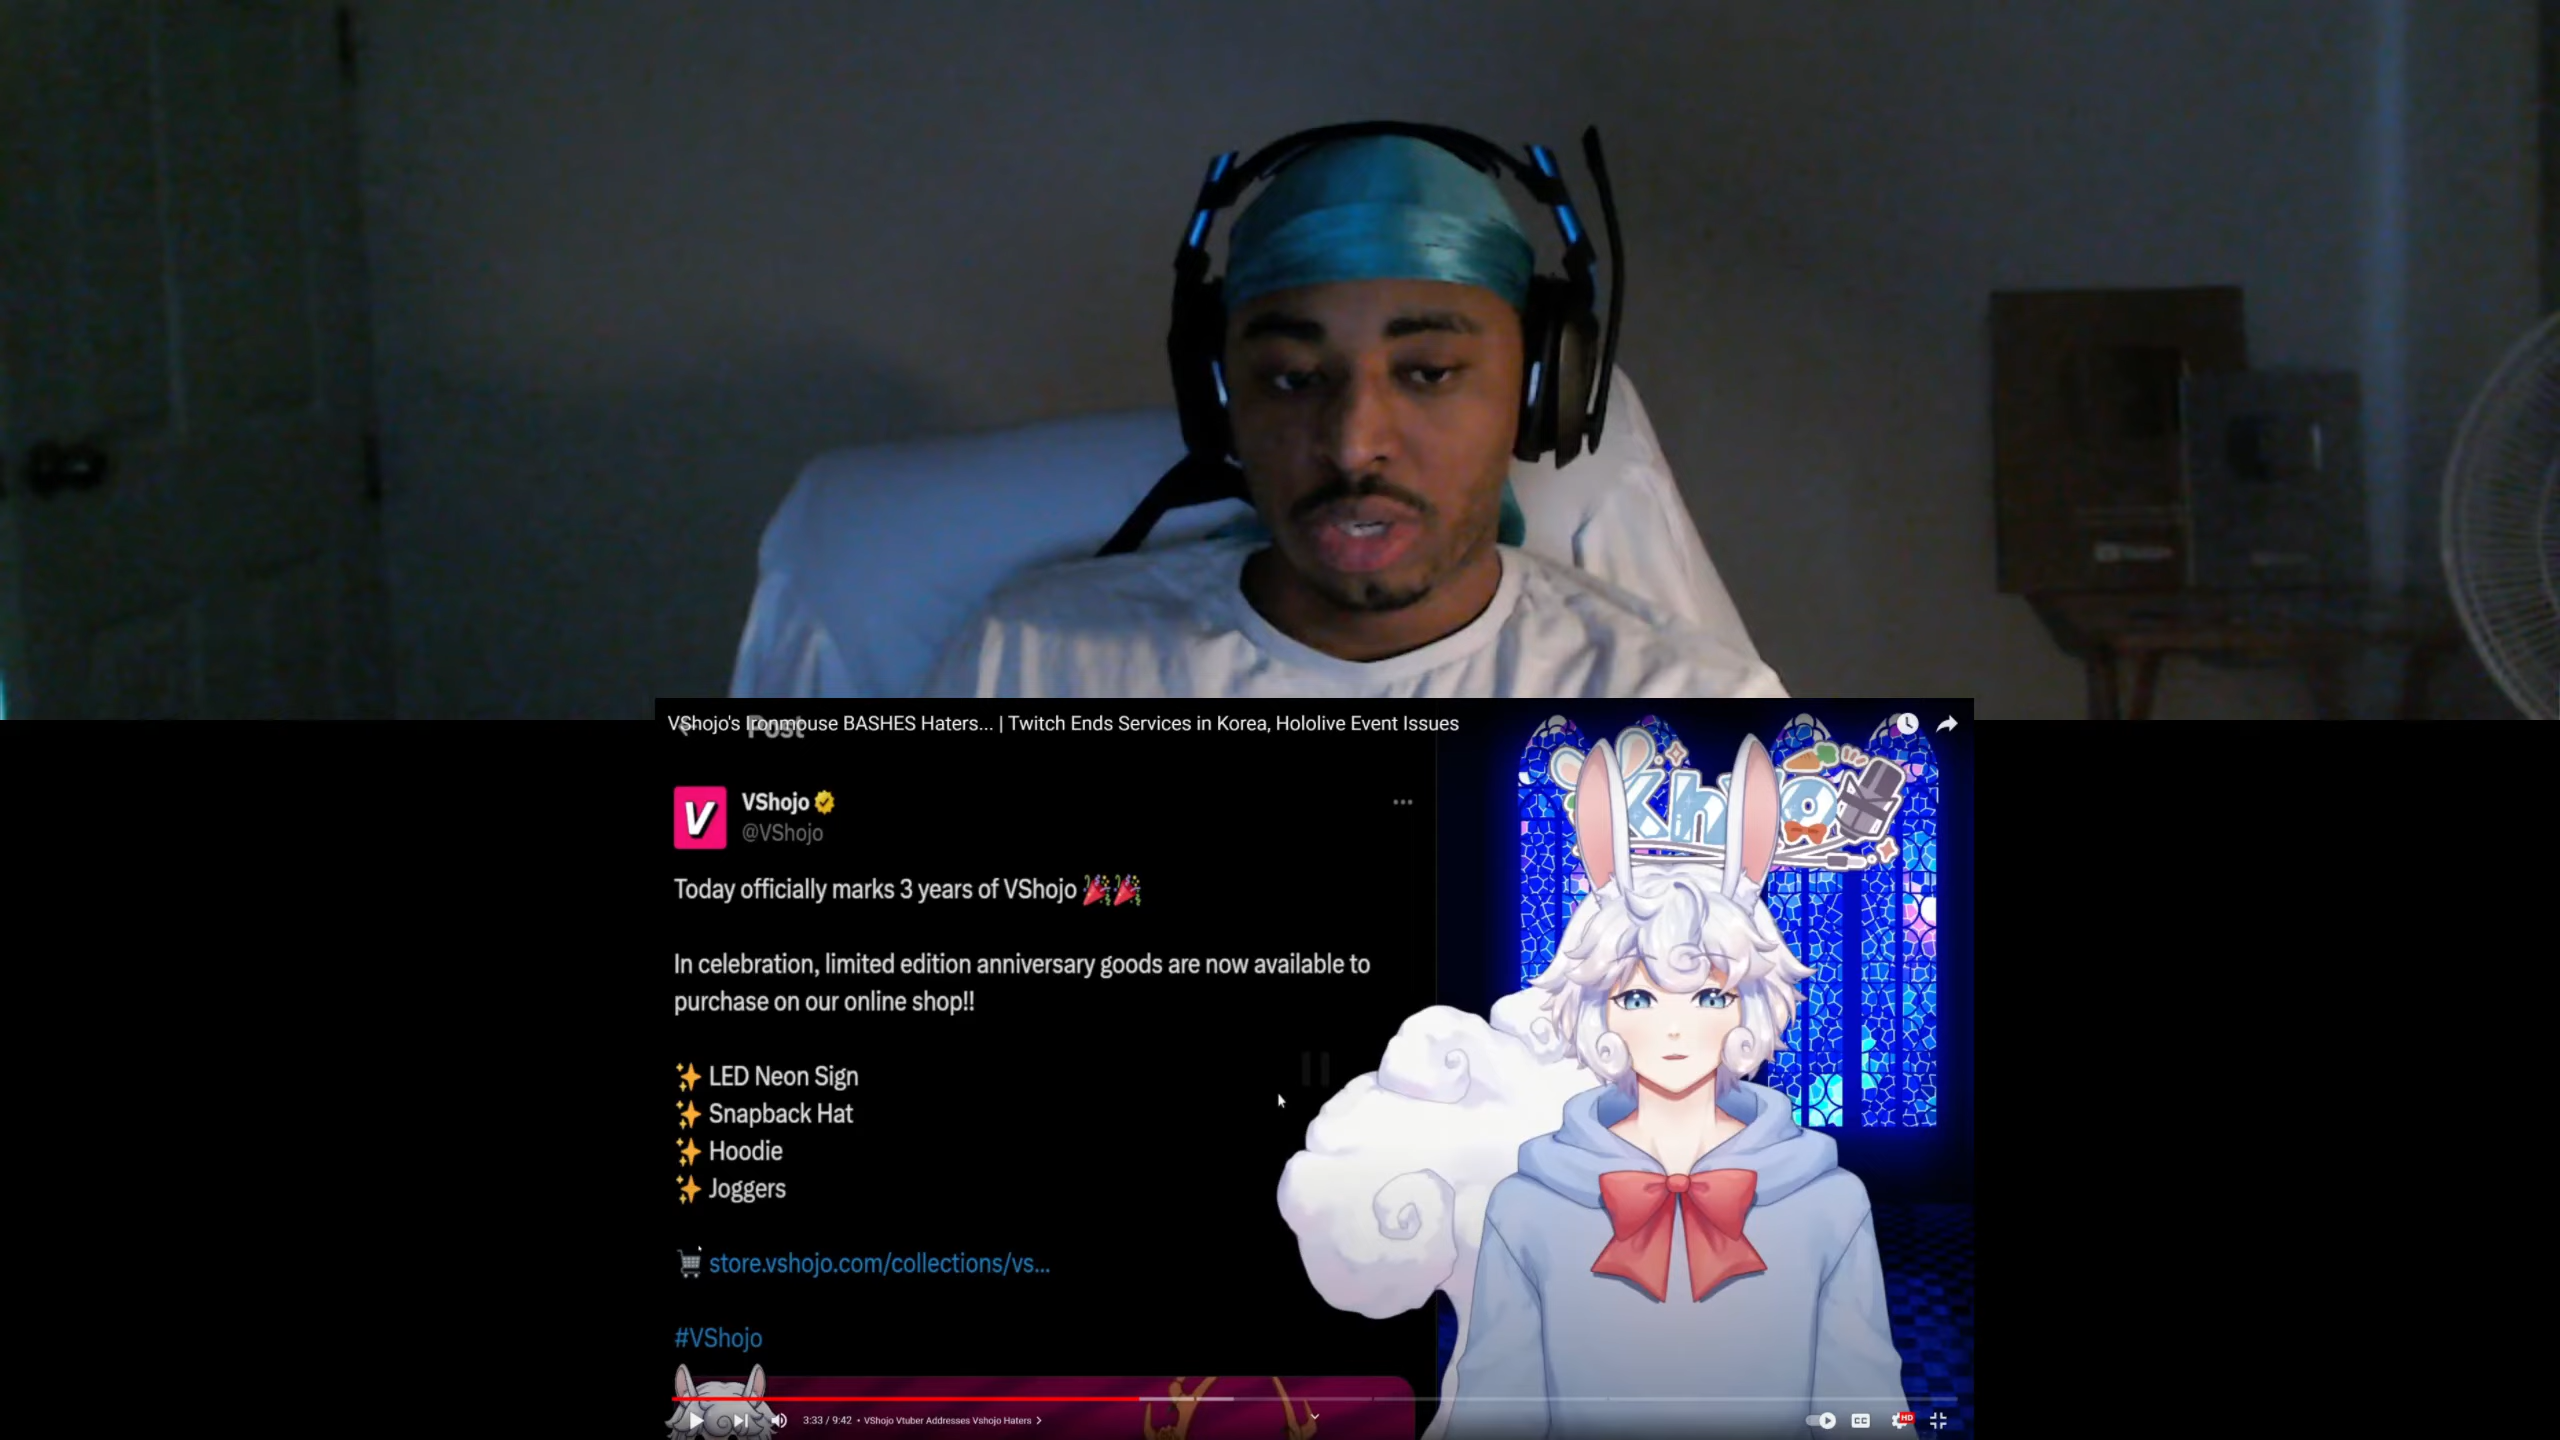 VShojo's Ironmouse BASHES Haters... | Twitch Ends Services in Korea, Hololive Event Issues
Post
V
VShojo
@VShojo
Today officially marks 3 years of VShojo 🎉🎉
In celebration, limited edition anniversary goods are now available to
purchase on our online shop!!
✨ LED Neon Sign
✨ Snapback Hat
✨ Hoodie
✨ Joggers
🛒 store.vshojo.com/collections/vs...
#VShojo
3:33 / 9:42 • VShojo Vtuber Addresses Vshojo Haters >
CC
HD